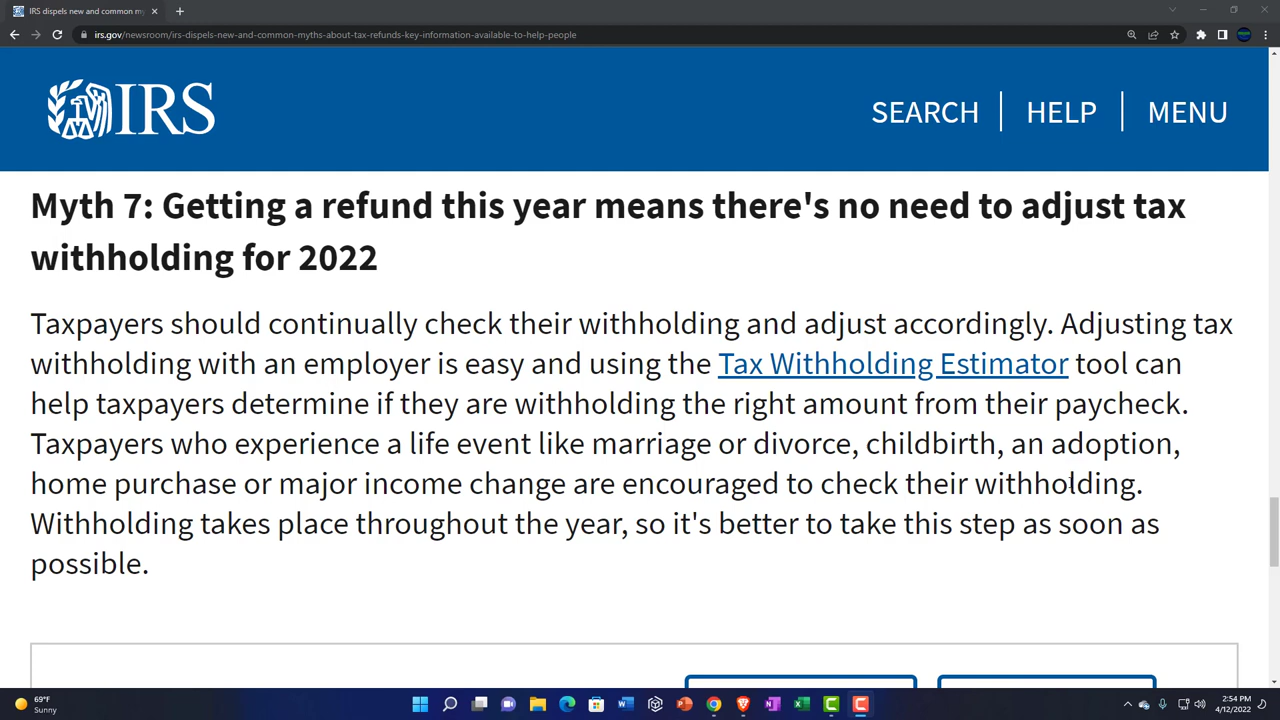 IRS dispels new and common my
irs.gov/newsroom/irs-dispels-new-and-common-myths-about-tax-refunds-key-information-available-to-help-people
IRS
SEARCH
HELP
MENU
Myth 7: Getting a refund this year means there's no need to adjust tax
withholding for 2022
Taxpayers should continually check their withholding and adjust accordingly. Adjusting tax
withholding with an employer is easy and using the Tax Withholding Estimator tool can
help taxpayers determine if they are withholding the right amount from their paycheck.
Taxpayers who experience a life event like marriage or divorce, childbirth, an adoption,
home purchase or major income change are encouraged to check their withholding.
Withholding takes place throughout the year, so it's better to take this step as soon as
possible.
69°F
Sunny
2:54 PM
4/12/2022